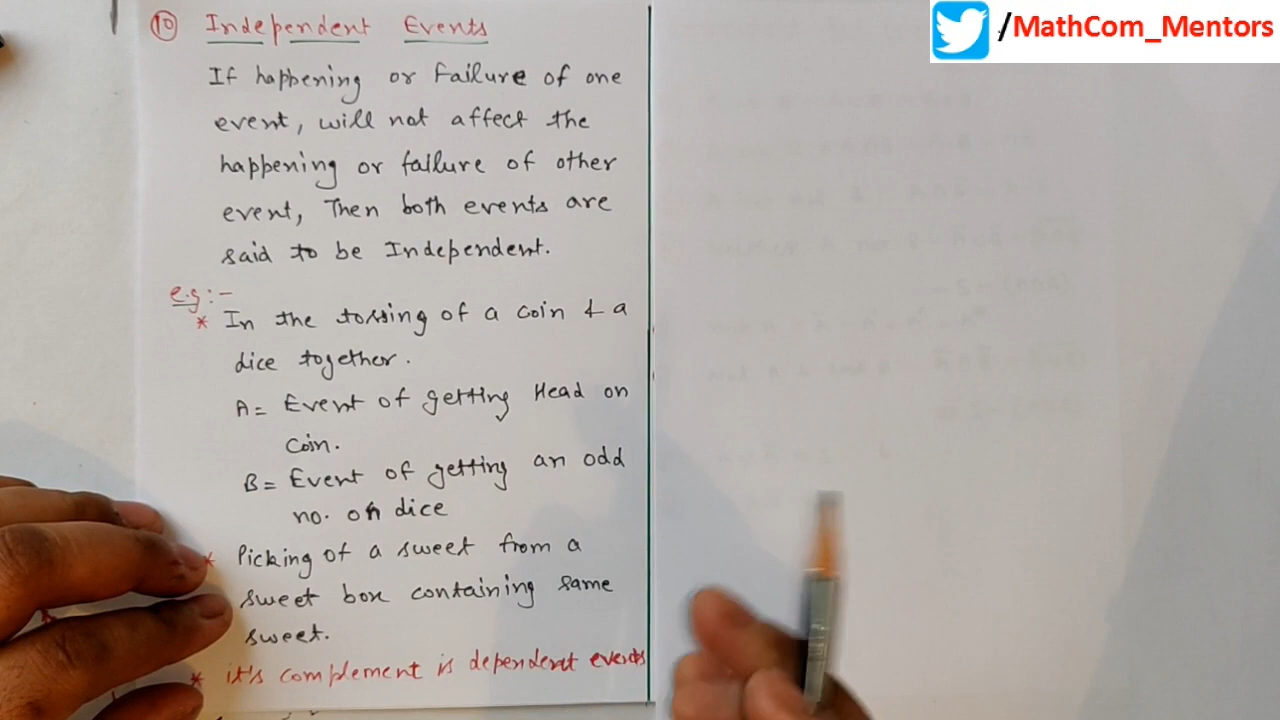 /MathCom_Mentors
10 Independent Events
If happening or failure of one
event, will not affect the
happening or failure of other
event, Then both events are
said to be Independent.
e.g:-
* In the tossing of a coin & a
dice together.
A= Event of getting Head on
coin.
B= Event of getting an odd
no. on dice
* Picking of a sweet from a
sweet box containing same
sweet.
* it's complement is dependent events